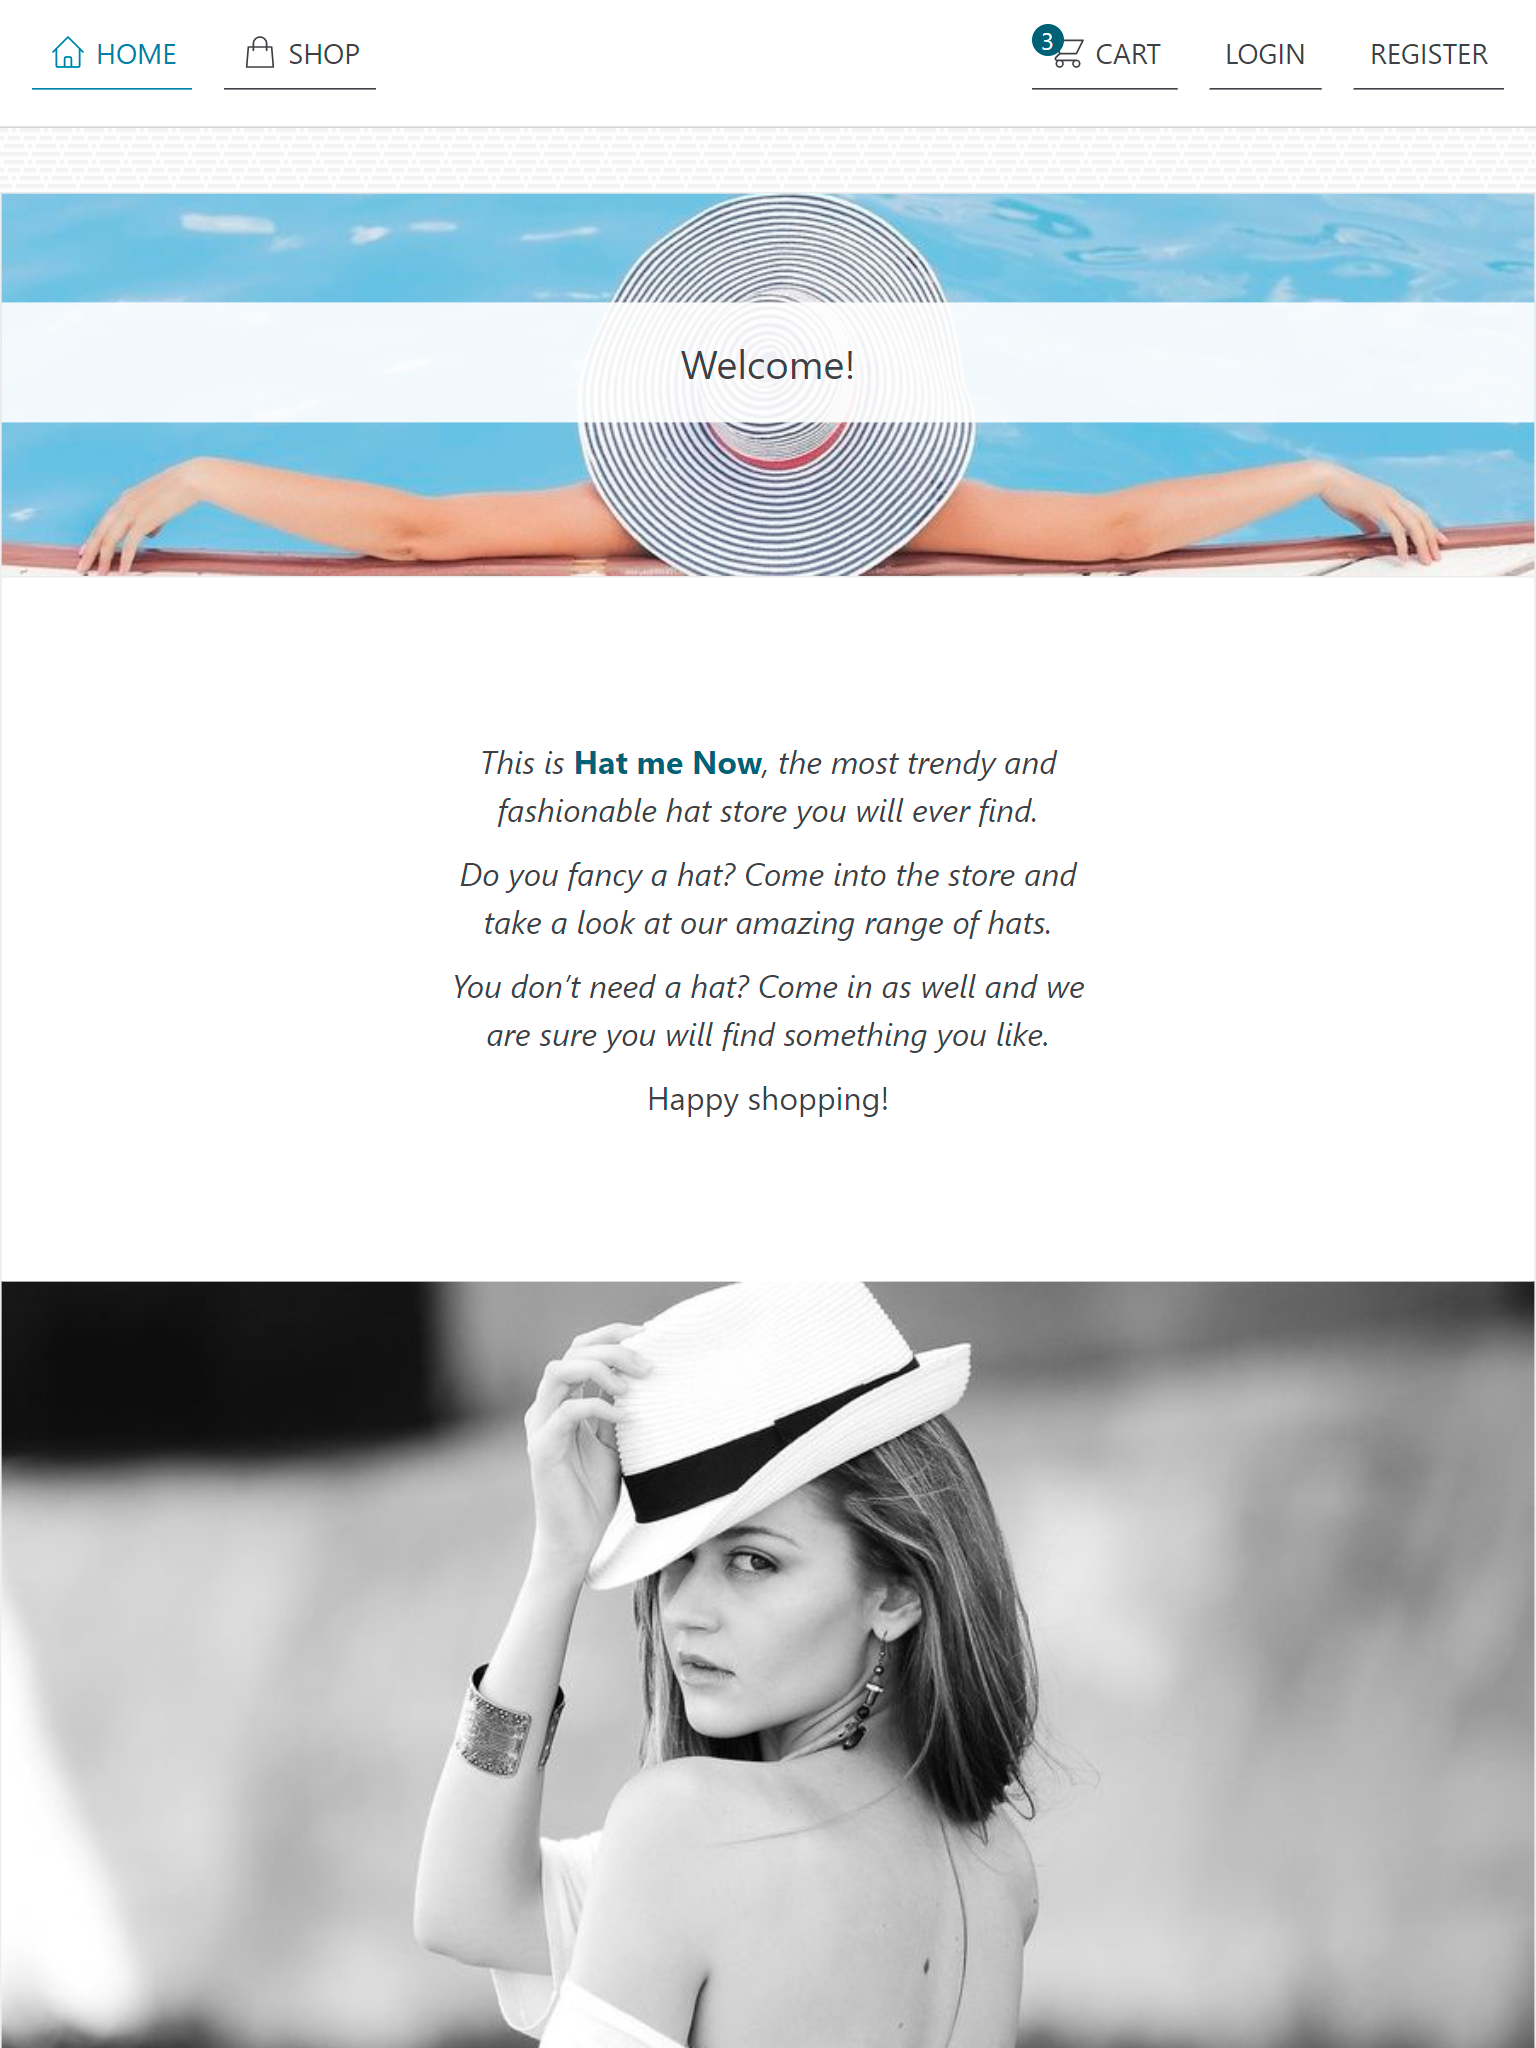 HOME
SHOP
3
CART
LOGIN
REGISTER
Welcome!
This is Hat me Now, the most trendy and
fashionable hat store you will ever find.
Do you fancy a hat? Come into the store and
take a look at our amazing range of hats.
You don't need a hat? Come in as well and we
are sure you will find something you like.
Happy shopping!